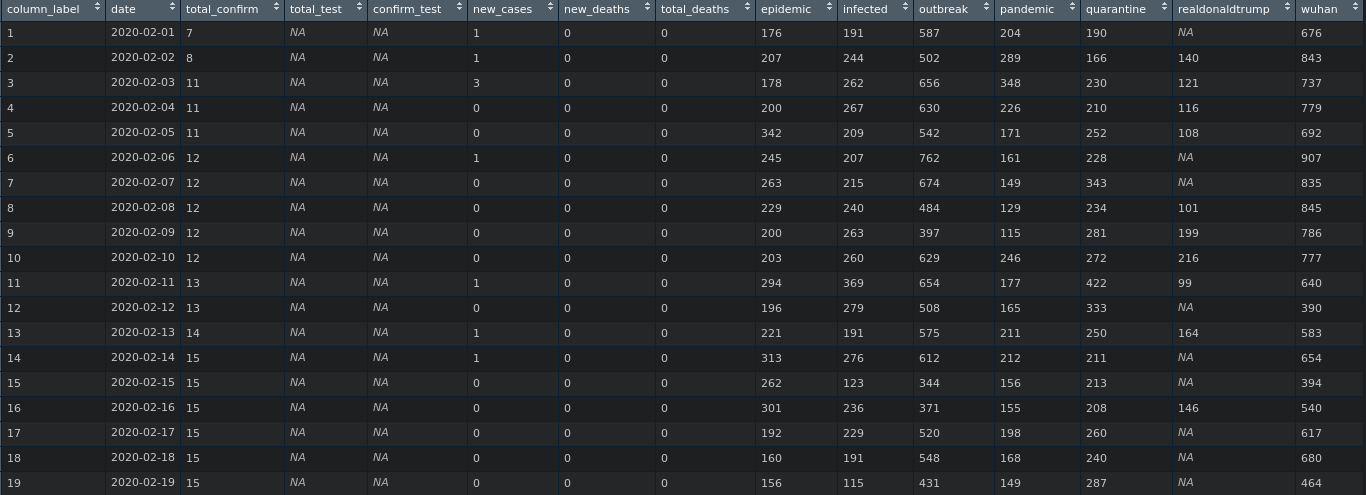 column_label date total_confirm total_test confirm_test new_cases new_deaths total_deaths epidemic infected outbreak pandemic quarantine realdonaldtrump wuhan
1 2020-02-01 7 NA NA 1 0 0 176 191 587 204 190 NA 676
2 2020-02-02 8 NA NA 1 0 0 207 244 502 289 166 140 843
3 2020-02-03 11 NA NA 3 0 0 178 262 656 348 230 121 737
4 2020-02-04 11 NA NA 0 0 0 200 267 630 226 210 116 779
5 2020-02-05 11 NA NA 0 0 0 342 209 542 171 252 108 692
6 2020-02-06 12 NA NA 1 0 0 245 207 762 161 228 NA 907
7 2020-02-07 12 NA NA 0 0 0 263 215 674 149 343 NA 835
8 2020-02-08 12 NA NA 0 0 0 229 240 484 129 234 101 845
9 2020-02-09 12 NA NA 0 0 0 200 263 397 115 281 199 786
10 2020-02-10 12 NA NA 0 0 0 203 260 629 246 272 216 777
11 2020-02-11 13 NA NA 1 0 0 294 369 654 177 422 99 640
12 2020-02-12 13 NA NA 0 0 0 196 279 508 165 333 NA 390
13 2020-02-13 14 NA NA 1 0 0 221 191 575 211 250 164 583
14 2020-02-14 15 NA NA 1 0 0 313 276 612 212 211 NA 654
15 2020-02-15 15 NA NA 0 0 0 262 123 344 156 213 NA 394
16 2020-02-16 15 NA NA 0 0 0 301 236 371 155 208 146 540
17 2020-02-17 15 NA NA 0 0 0 192 229 520 198 260 NA 617
18 2020-02-18 15 NA NA 0 0 0 160 191 548 168 240 NA 680
19 2020-02-19 15 NA NA 0 0 0 156 115 431 149 287 NA 464